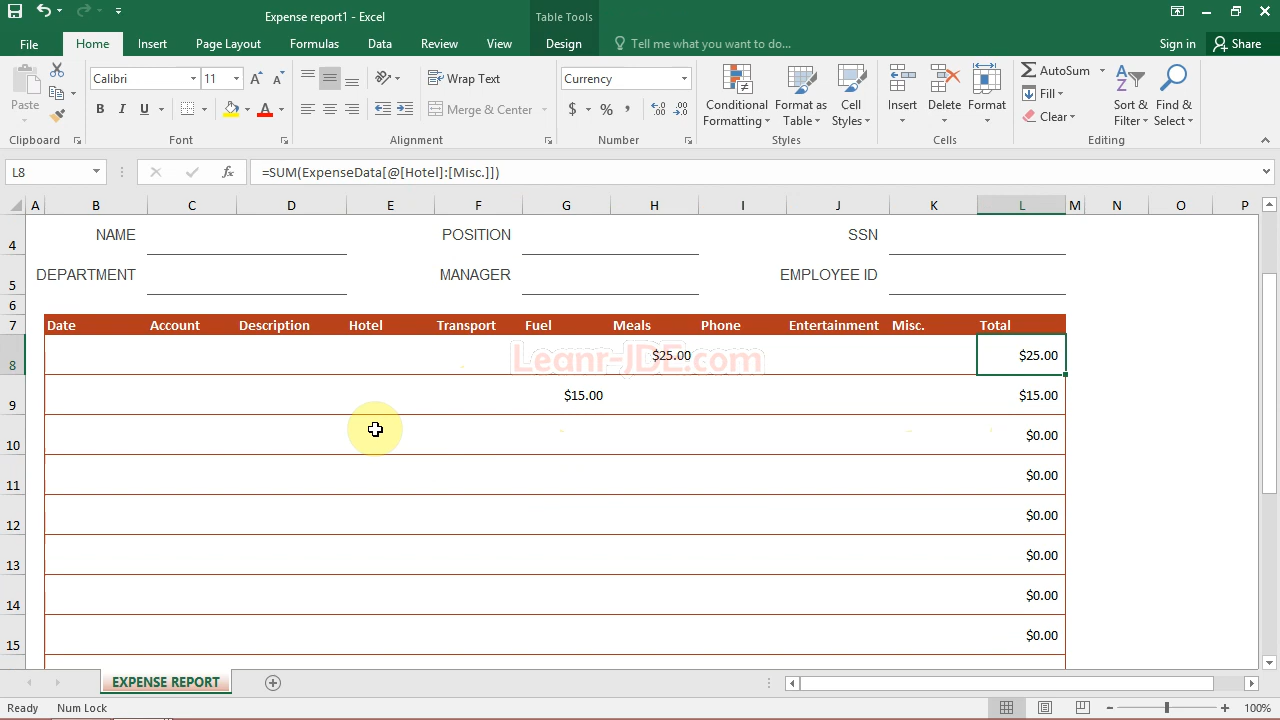 Expense report1 - Excel
Table Tools
File Home Insert Page Layout Formulas Data Review View Design Tell me what you want to do... Sign in Share
Paste
Calibri 11
B I U A
Wrap Text
Merge & Center
Currency
$ % ,
Conditional Formatting
Format as Table
Cell Styles
Insert Delete Format
AutoSum
Fill
Clear
Sort & Filter
Find & Select
Clipboard Font Alignment Number Styles Cells Editing
L8 fx =SUM(ExpenseData[@[Hotel]:[Misc.]])
A B C D E F G H I J K L M N O P
4 NAME POSITION SSN
5 DEPARTMENT MANAGER EMPLOYEE ID
6
7 Date Account Description Hotel Transport Fuel Meals Phone Entertainment Misc. Total
8 $25.00 $25.00
Leanr-JDE.com
9 $15.00 $15.00
10 $0.00
11 $0.00
12 $0.00
13 $0.00
14 $0.00
15 $0.00
EXPENSE REPORT
Ready Num Lock 100%